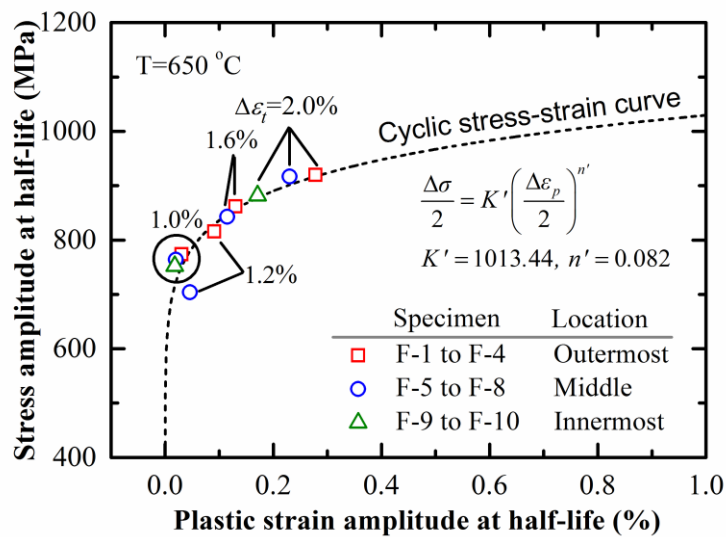 1200
1000
800
600
400
Stress amplitude at half-life (MPa)
T=650 °C
Δε_t=2.0%
1.6%
1.0%
1.2%
Cyclic stress-strain curve
Δσ/2 = K′(Δε_p/2)^n′
K′ = 1013.44, n′ = 0.082
Specimen Location
F-1 to F-4 Outermost
F-5 to F-8 Middle
F-9 to F-10 Innermost
0.0 0.2 0.4 0.6 0.8 1.0
Plastic strain amplitude at half-life (%)